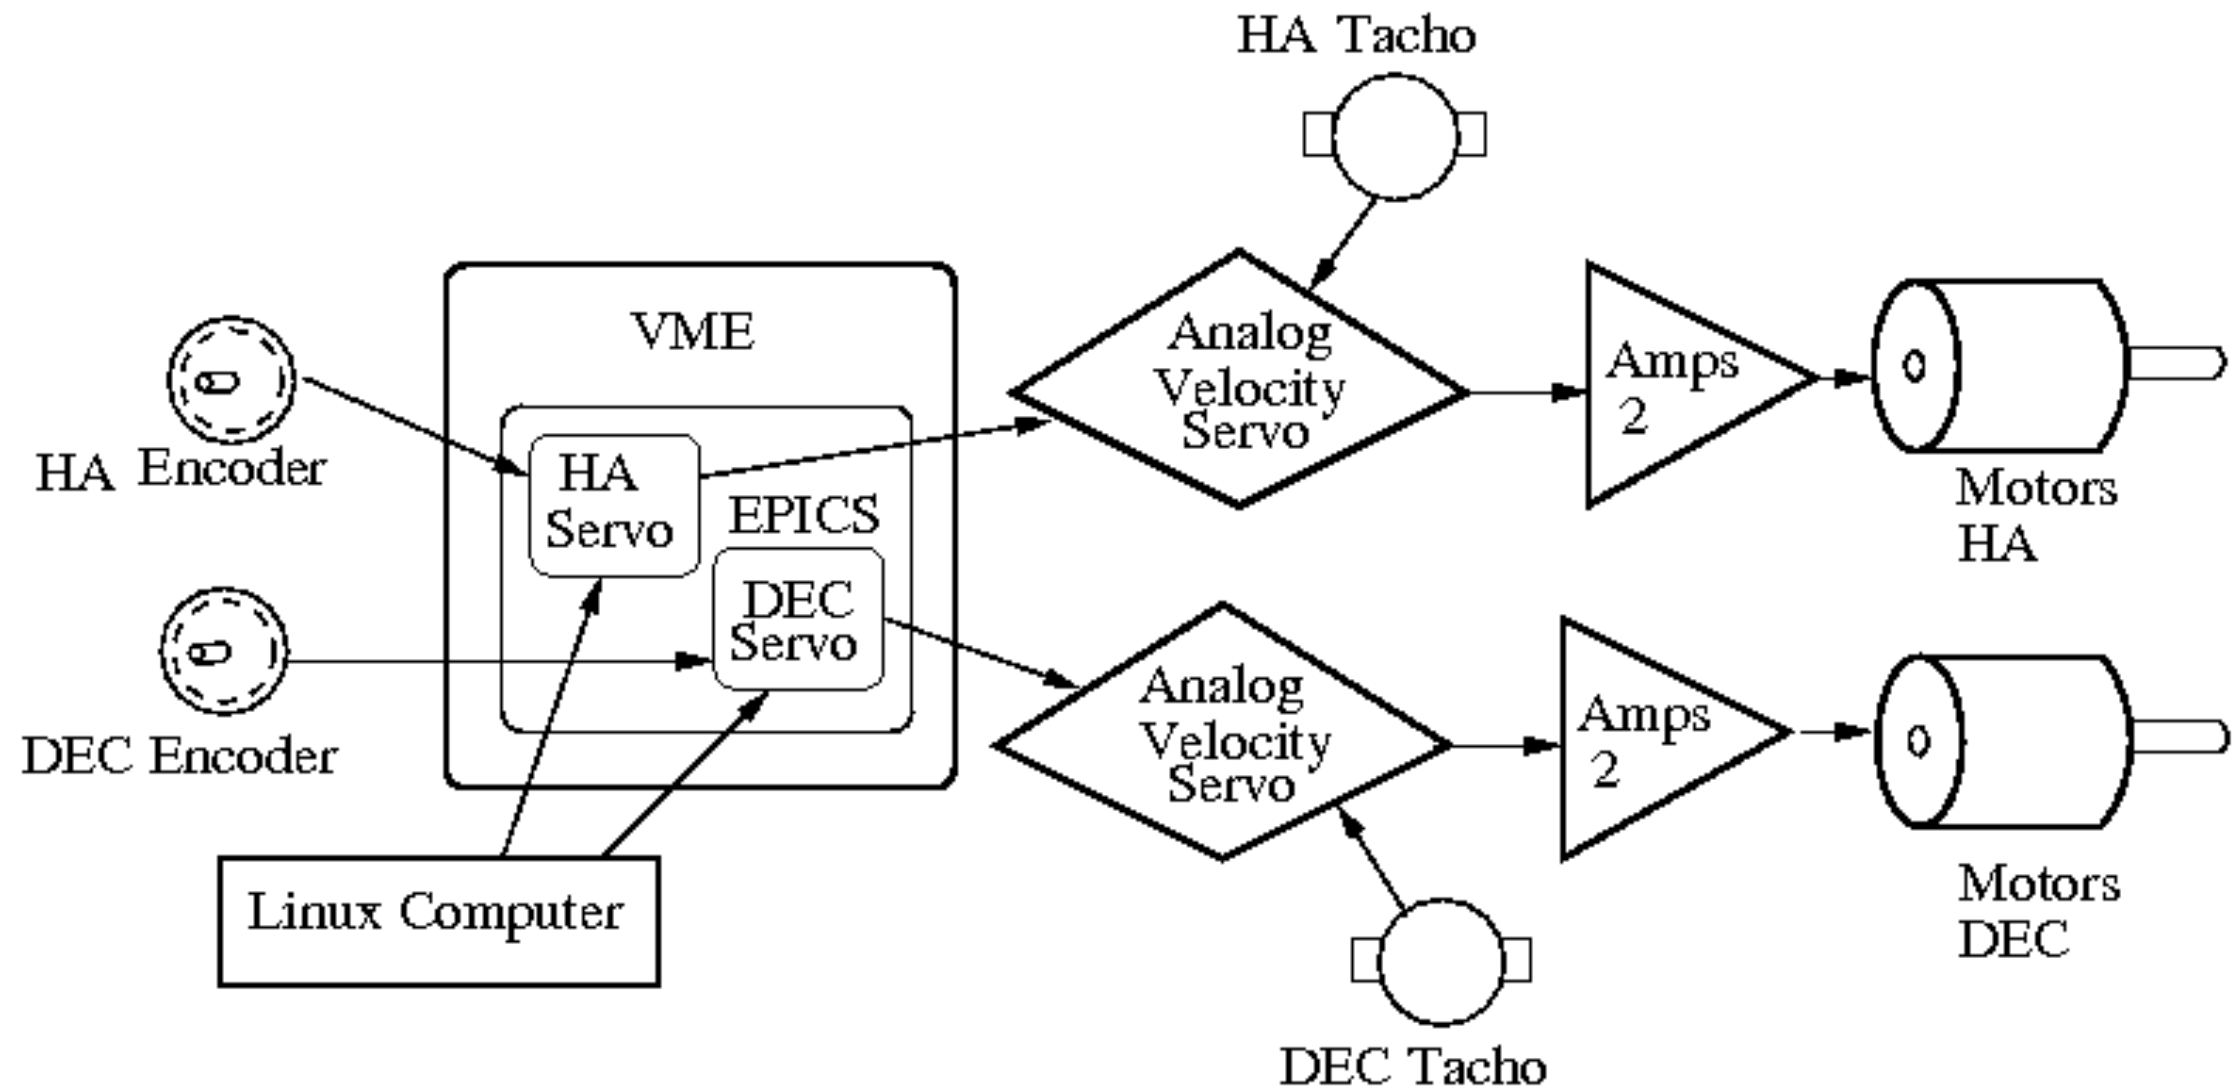 HA Tacho
VME
Analog
Velocity
Servo
Amps
2
HA Encoder
HA
Servo
EPICS
Motors
HA
DEC
Servo
DEC Encoder
Analog
Velocity
Servo
Amps
2
Linux Computer
Motors
DEC
DEC Tacho